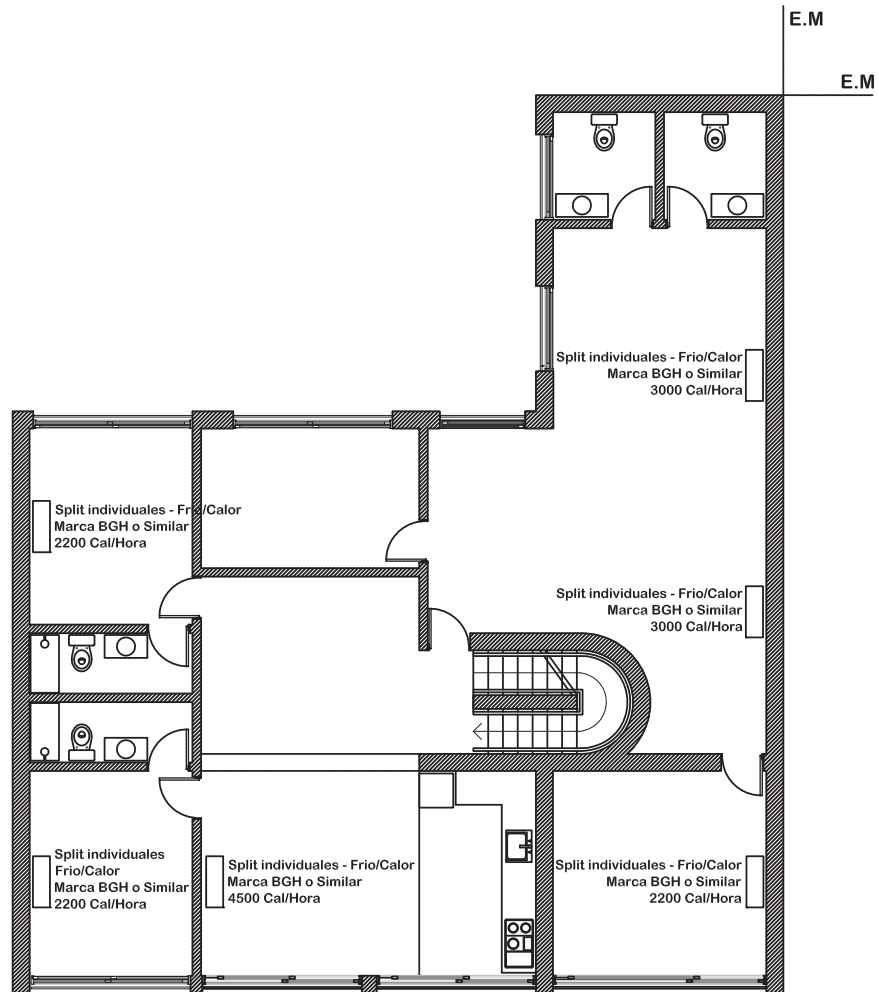 E.M
E.M
Split individuales - Frio/Calor
Marca BGH o Similar
3000 Cal/Hora
Split individuales - Frio/Calor
Marca BGH o Similar
2200 Cal/Hora
Split individuales - Frio/Calor
Marca BGH o Similar
3000 Cal/Hora
Split individuales
Frio/Calor
Marca BGH o Similar
2200 Cal/Hora
Split individuales - Frio/Calor
Marca BGH o Similar
4500 Cal/Hora
Split individuales - Frio/Calor
Marca BGH o Similar
2200 Cal/Hora